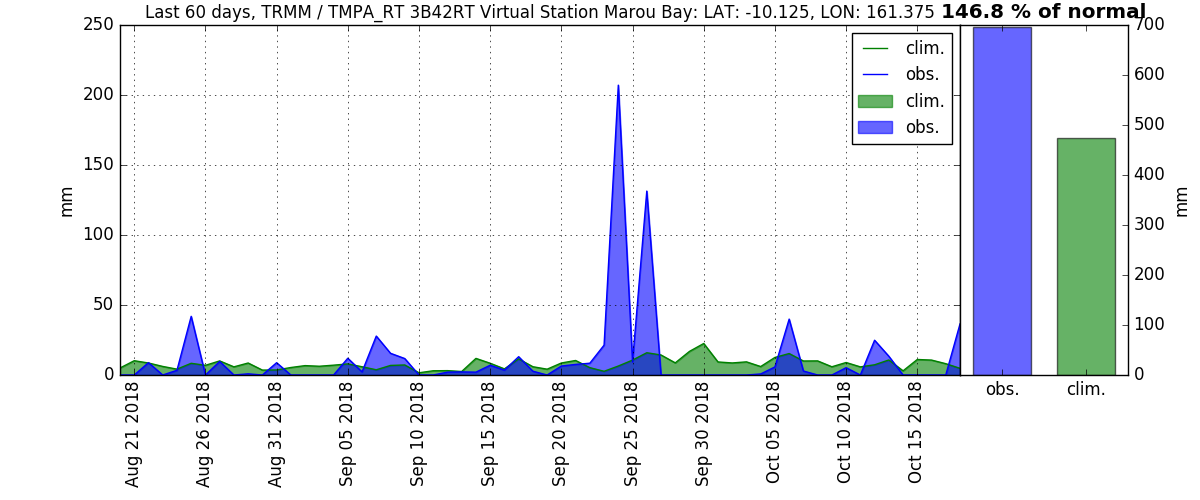 Last 60 days, TRMM / TMPA_RT 3B42RT Virtual Station Marou Bay: LAT: -10.125, LON: 161.375 146.8 % of normal
250
200
150
100
50
0
mm
clim.
obs.
clim.
obs.
700
600
500
400
300
200
100
0
mm
obs.
clim.
Aug 21 2018
Aug 26 2018
Aug 31 2018
Sep 05 2018
Sep 10 2018
Sep 15 2018
Sep 20 2018
Sep 25 2018
Sep 30 2018
Oct 05 2018
Oct 10 2018
Oct 15 2018